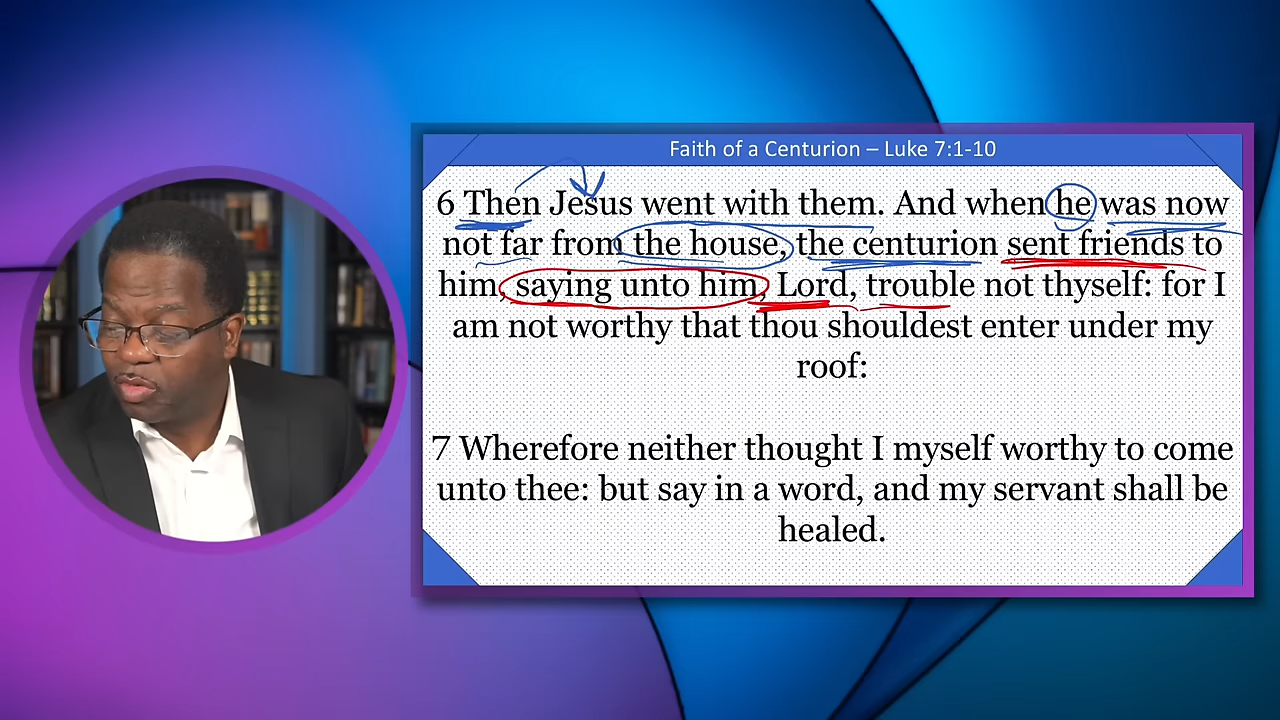 Faith of a Centurion – Luke 7:1-10
6 Then Jesus went with them. And when he was now
not far from the house, the centurion sent friends to
him, saying unto him, Lord, trouble not thyself: for I
am not worthy that thou shouldest enter under my
roof:
7 Wherefore neither thought I myself worthy to come
unto thee: but say in a word, and my servant shall be
healed.